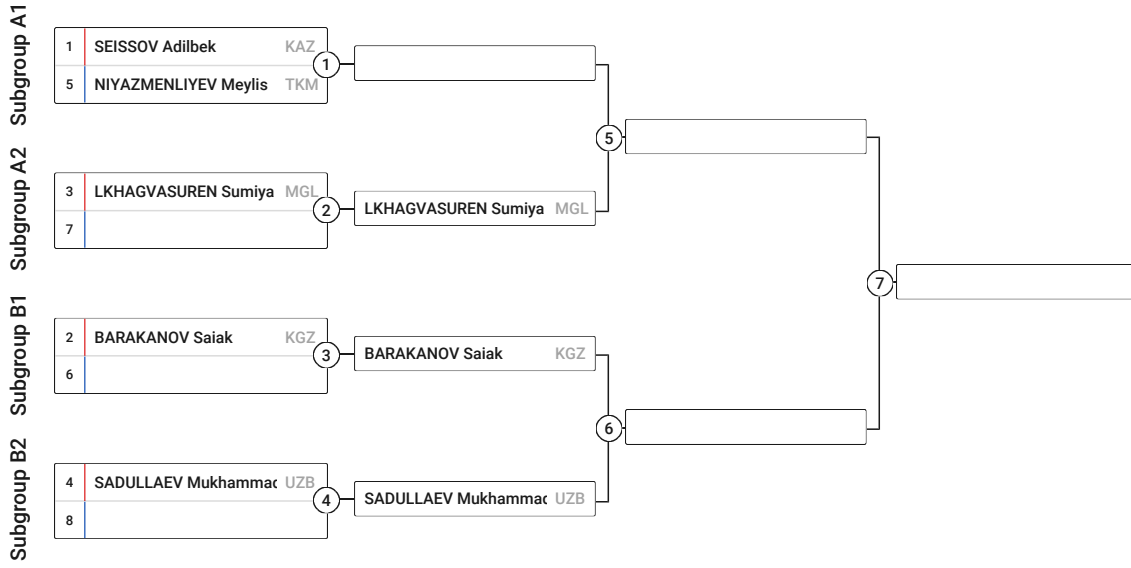 Subgroup A1
1 SEISSOV Adilbek KAZ
5 NIYAZMENLIYEV Meylis TKM
1
5
Subgroup A2
3 LKHAGVASUREN Sumiya MGL
7
2
LKHAGVASUREN Sumiya MGL
7
Subgroup B1
2 BARAKANOV Saiak KGZ
6
3
BARAKANOV Saiak KGZ
6
Subgroup B2
4 SADULLAEV Mukhammad UZB
8
4
SADULLAEV Mukhammad UZB